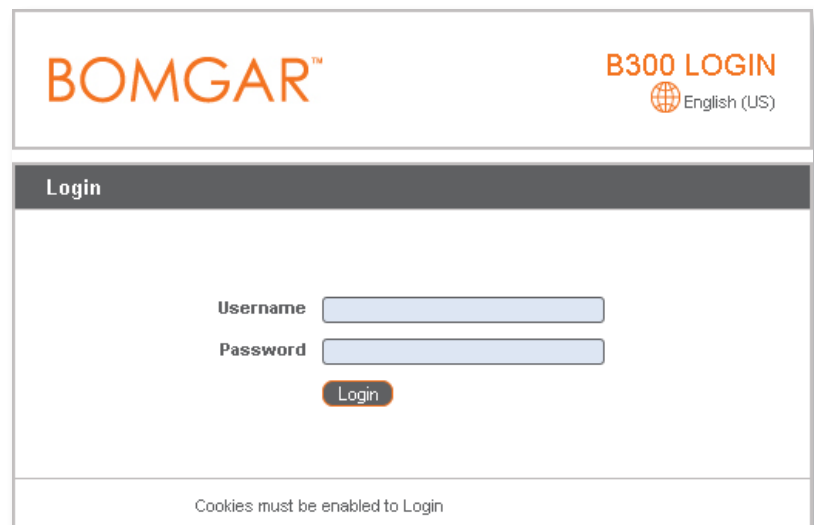 BOMGAR™
B300 LOGIN
English (US)
Login
Username
Password
Login
Cookies must be enabled to Login